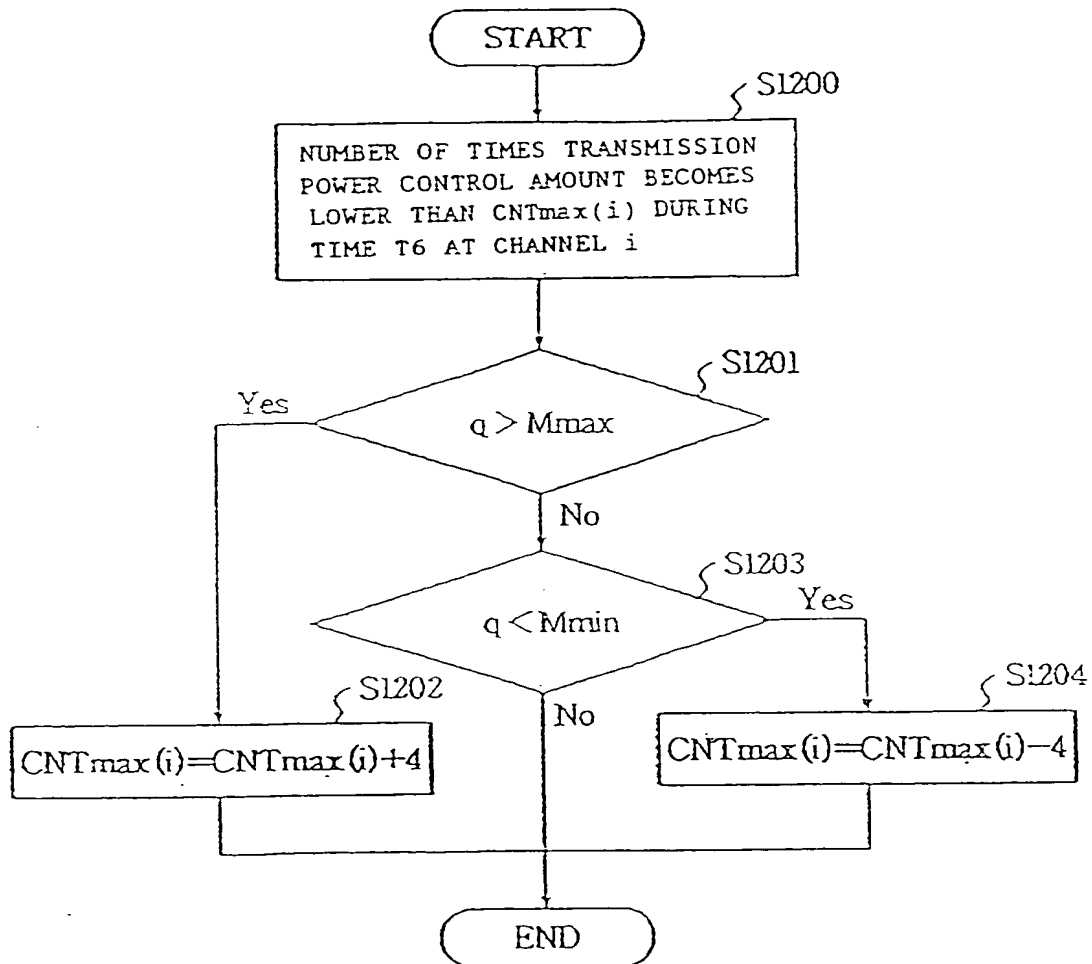 START
S1200
NUMBER OF TIMES TRANSMISSION
POWER CONTROL AMOUNT BECOMES
LOWER THAN CNTmax(i) DURING
TIME T6 AT CHANNEL i
S1201
Yes
q > Mmax
No
S1203
Yes
q < Mmin
No
S1202
CNTmax(i)=CNTmax(i)+4
S1204
CNTmax(i)=CNTmax(i)-4
END